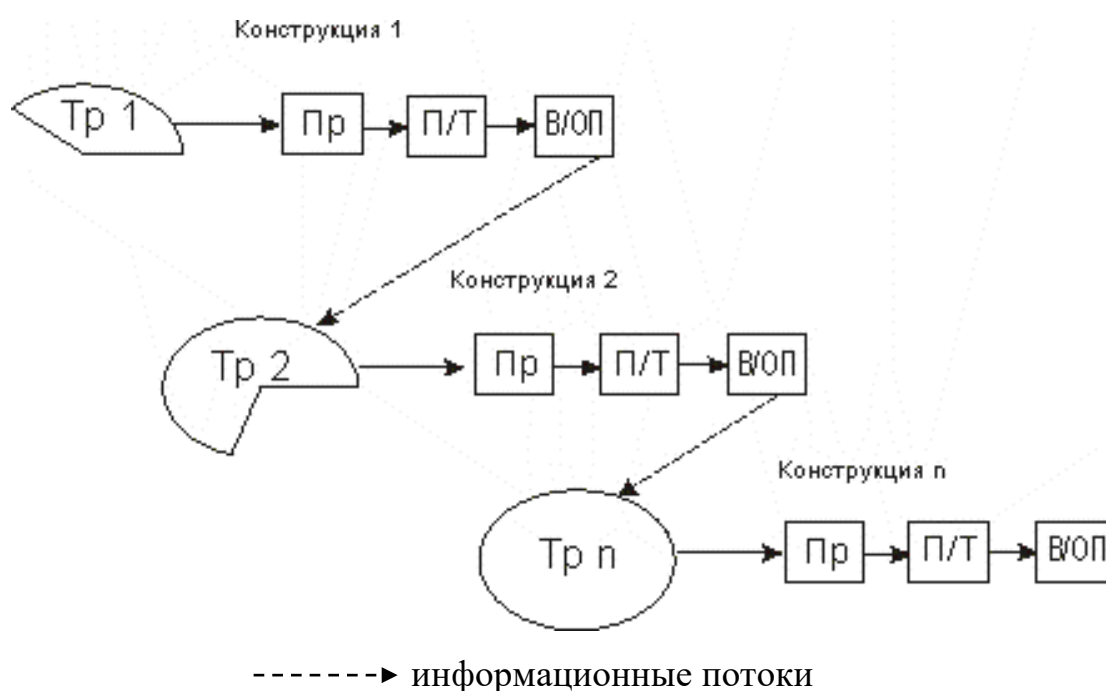 Конструкция 1
Тр 1 Пр П/Т В/ОП
Конструкция 2
Тр 2 Пр П/Т В/ОП
Конструкция n
Тр n Пр П/Т В/ОП
информационные потоки